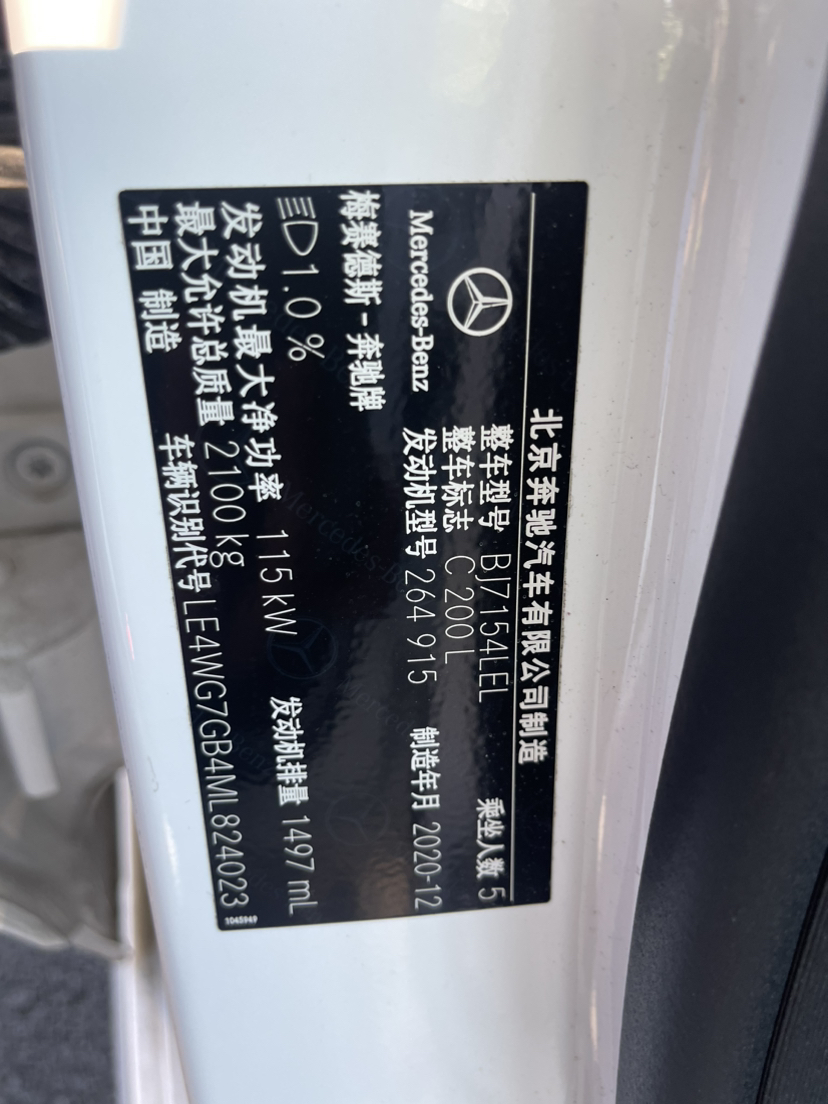 北京奔驰汽车有限公司制造
整车型号 BJ7154LEL 乘坐人数 5
整车标志 C 200 L
Mercedes-Benz 发动机型号 264 915 制造年月 2020-12
梅赛德斯-奔驰牌
1.0 %
发动机最大净功率 115 kW 发动机排量 1497 mL
最大允许总质量 2100 kg
中国 制造 车辆识别代号 LE4WG7GB4ML824023
1045949